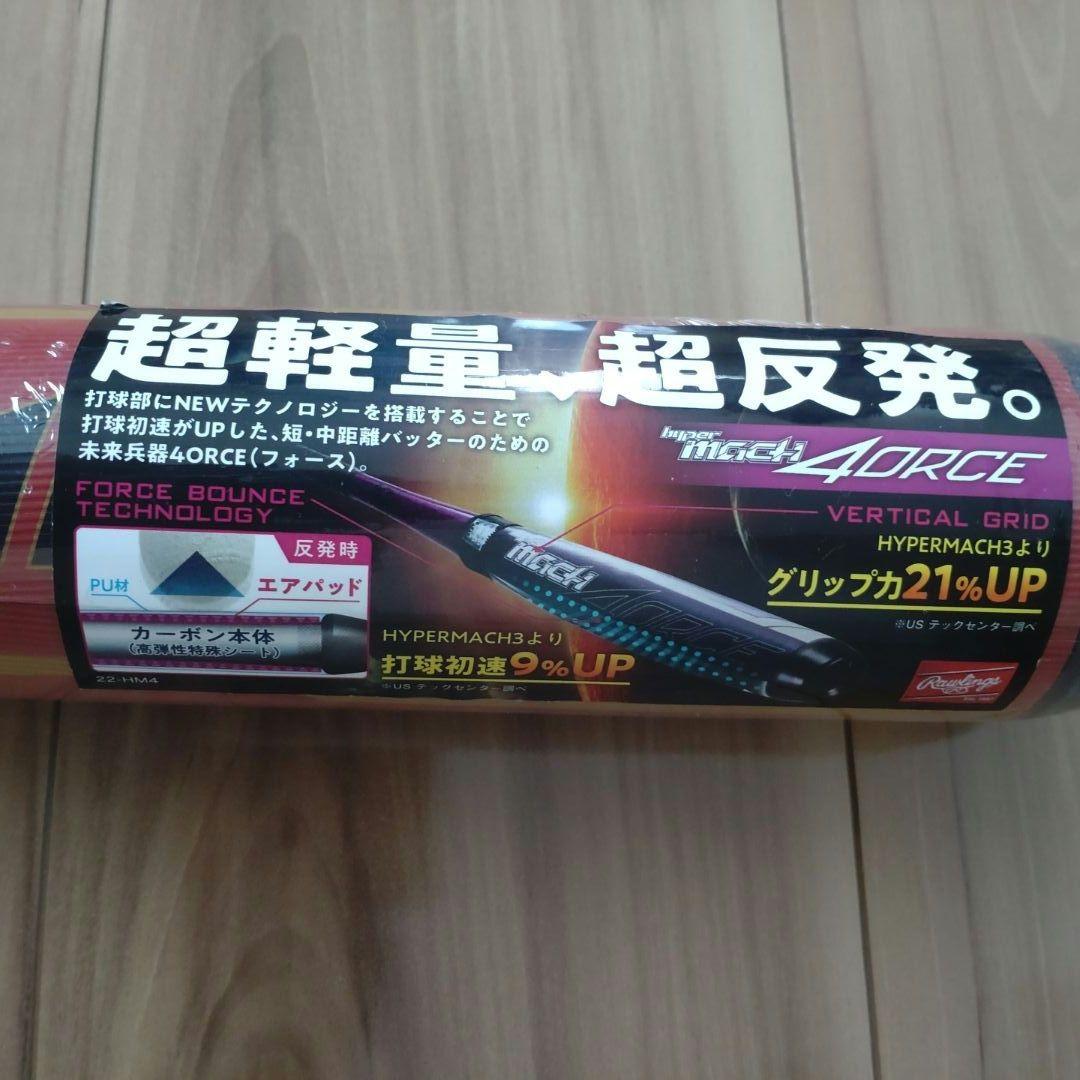 超軽量、超反発。
打球部にNEWテクノロジーを搭載することで
打球初速がUPした、短・中距離バッターのための
未来兵器4ORCE(フォース)。
hyper
mach 4ORCE
FORCE BOUNCE
TECHNOLOGY
VERTICAL GRID
HYPERMACH3より
グリップ力21%UP
※US テックセンター調べ
反発時
PU材
エアパッド
カーボン本体
(高弾性特殊シート)
22-HM4
mach
4ORCE
HYPERMACH3より
打球初速9%UP
※US テックセンター調べ
Rawlings